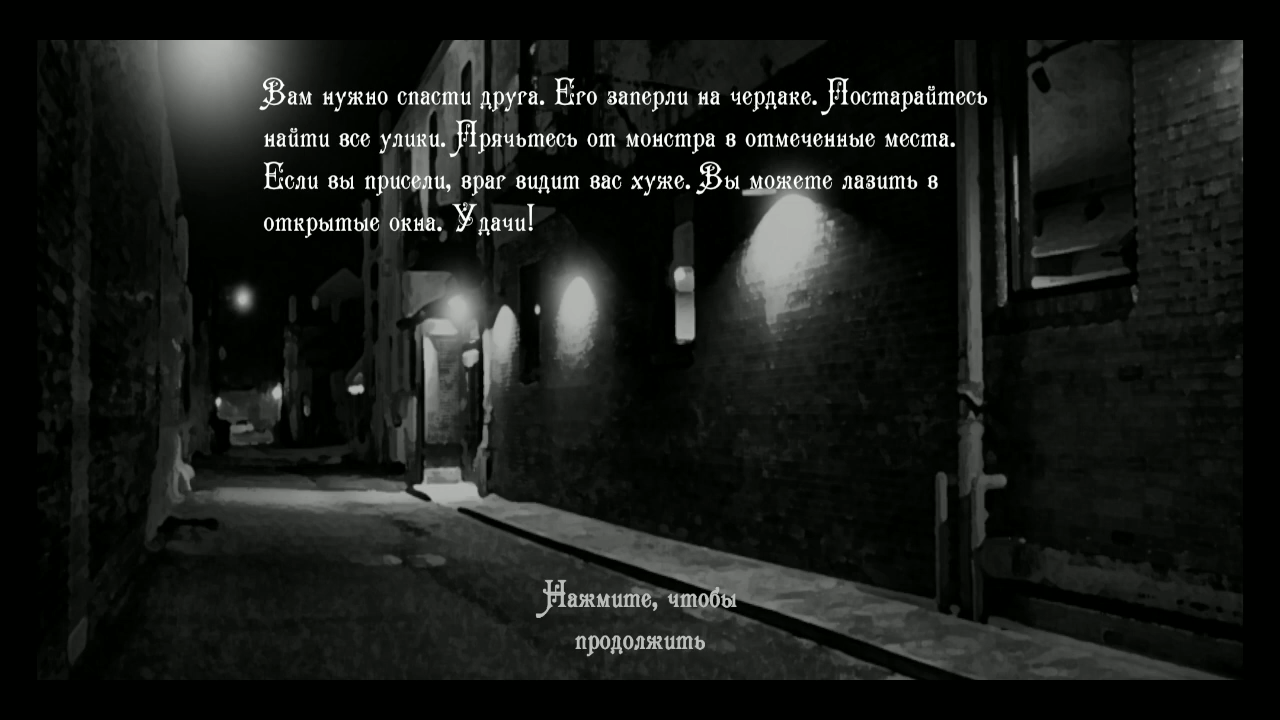 Вам нужно спасти друга. Его заперли на чердаке. Постарайтесь
найти все улики. Прячьтесь от монстра в отмеченные места.
Если вы присели, враг видит вас хуже. Вы можете лазить в
открытые окна. Удачи!
Нажмите, чтобы
продолжить